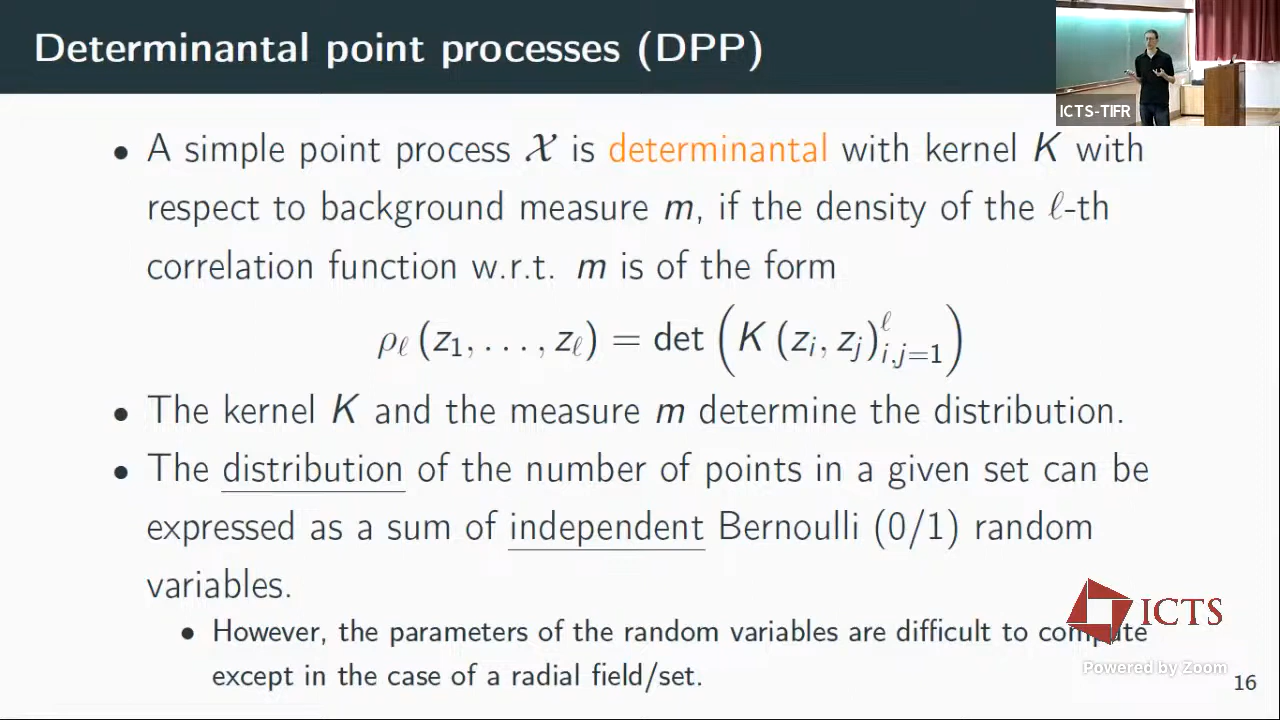 Determinantal point processes (DPP)
ICTS-TIFR
• A simple point process 𝒳 is determinantal with kernel K with
respect to background measure m, if the density of the ℓ-th
correlation function w.r.t. m is of the form
ρ_ℓ (z_1, . . . , z_ℓ) = det ( K (z_i, z_j)^ℓ_{i,j=1} )
• The kernel K and the measure m determine the distribution.
• The distribution of the number of points in a given set can be
expressed as a sum of independent Bernoulli (0/1) random
variables.
• However, the parameters of the random variables are difficult to compute
except in the case of a radial field/set.
ICTS
Powered by Zoom
16